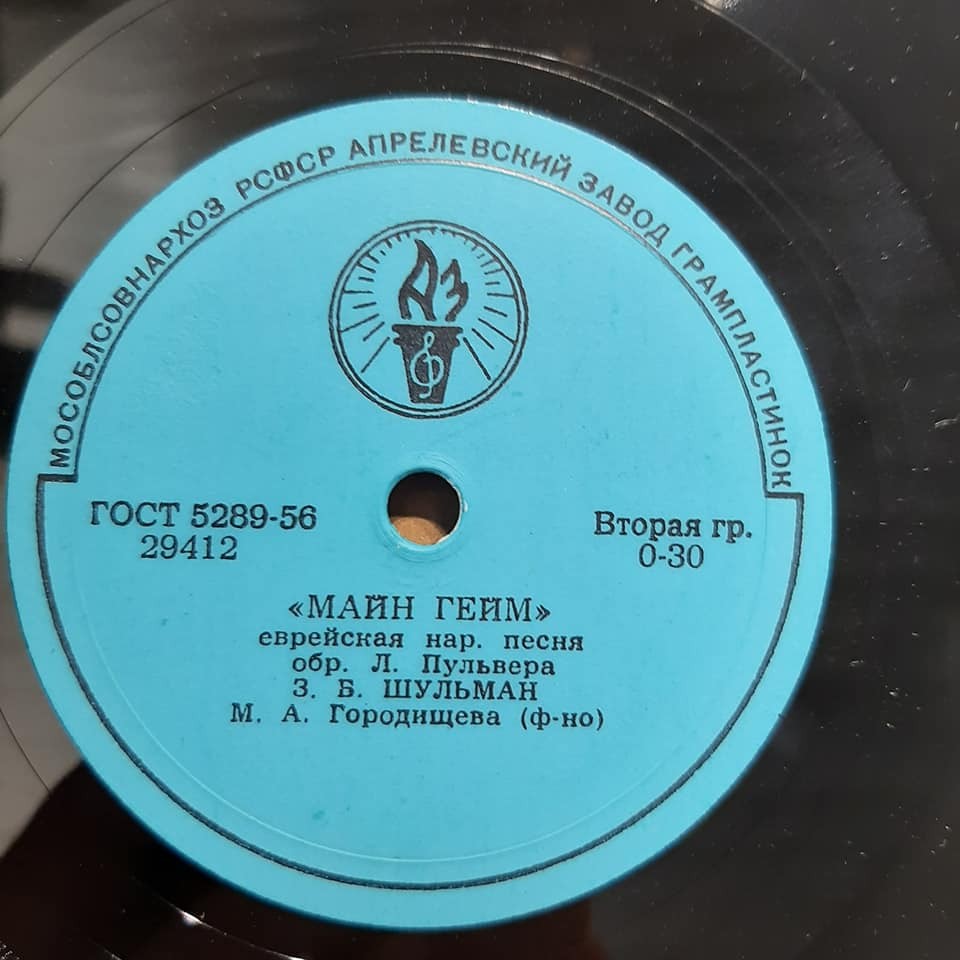 МОСОБЛСОВНАРХОЗ РСФСР АПРЕЛЕВСКИЙ ЗАВОД ГРАМПЛАСТИНОК
АЗ
ГОСТ 5289-56
29412
Вторая гр.
0-30
«МАЙН ГЕЙМ»
еврейская нар. песня
обр. Л. Пульвера
З. Б. ШУЛЬМАН
М. А. Городищева (ф-но)